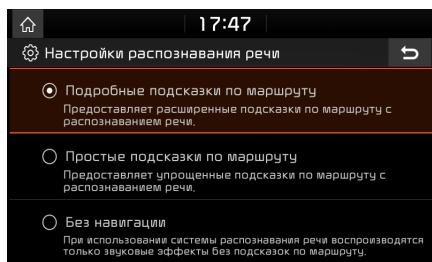 17:47
Настройки распознавания речи
Подробные подсказки по маршруту
Предоставляет расширенные подсказки по маршруту с
распознаванием речи.
Простые подсказки по маршруту
Предоставляет упрощенные подсказки по маршруту с
распознаванием речи.
Без навигации
При использовании системы распознавания речи воспроизводятся
только звуковые эффекты без подсказок по маршруту.